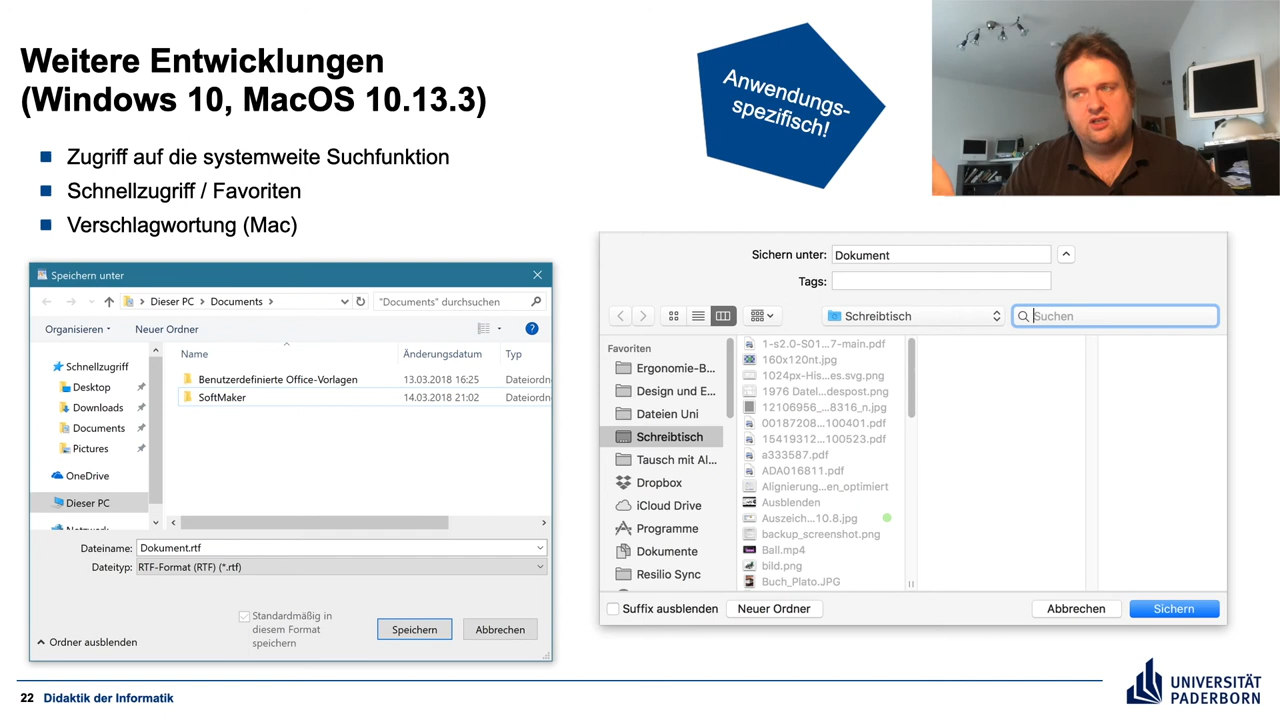 Weitere Entwicklungen
(Windows 10, MacOS 10.13.3)
Anwendungs-
spezifisch!
Zugriff auf die systemweite Suchfunktion
Schnellzugriff / Favoriten
Verschlagwortung (Mac)
Speichern unter
Dieser PC
Documents
"Documents" durchsuchen
Organisieren
Neuer Ordner
?
Name
Änderungsdatum
Typ
Schnellzugriff
Desktop
Downloads
Documents
Pictures
OneDrive
Dieser PC
Benutzerdefinierte Office-Vorlagen 13.03.2018 16:25 Dateiordn
SoftMaker 14.03.2018 21:02 Dateiordn
Dateiname: Dokument.rtf
Dateityp: RTF-Format (RTF) (*.rtf)
Standardmäßig in
diesem Format
speichern
Ordner ausblenden
Speichern
Abbrechen
Sichern unter: Dokument
Tags:
Schreibtisch
Suchen
Favoriten
Ergonomie-B...
Design und E...
Dateien Uni
Schreibtisch
Tausch mit Al...
Dropbox
iCloud Drive
Programme
Dokumente
Resilio Sync
1-s2.0-S01...7-main.pdf
160x120nt.jpg
1024px-His...es.svg.png
1976 Datel...despost.png
12106956_...8316_n.jpg
00187208...100401.pdf
15419312...100523.pdf
a333587.pdf
ADA016811.pdf
Alignierung...en_optimiert
Ausblenden
Auszeich...10.8.jpg
backup_screenshot.png
Ball.mp4
bild.png
Buch_Plato.JPG
Suffix ausblenden
Neuer Ordner
Abbrechen
Sichern
22 Didaktik der Informatik
UNIVERSITÄT
PADERBORN